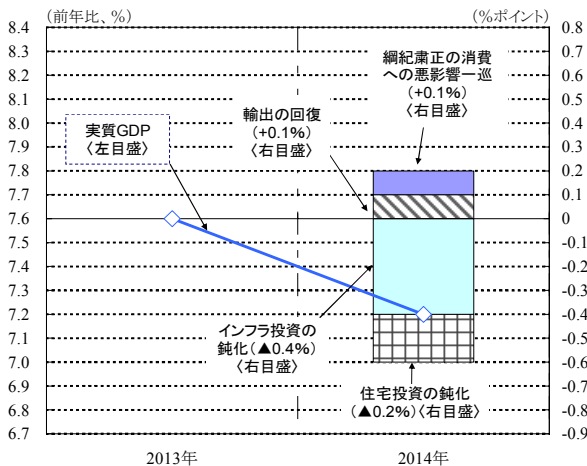 (前年比、%)
(%ポイント)
8.4
8.3
8.2
8.1
8.0
7.9
7.8
7.7
7.6
7.5
7.4
7.3
7.2
7.1
7.0
6.9
6.8
6.7
0.8
0.7
0.6
0.5
0.4
0.3
0.2
0.1
0
-0.1
-0.2
-0.3
-0.4
-0.5
-0.6
-0.7
-0.8
-0.9
綱紀粛正の消費
への悪影響一巡
(+0.1%)
〈右目盛〉
輸出の回復
(+0.1%)
〈右目盛〉
実質GDP
〈左目盛〉
インフラ投資の
鈍化(▲0.4%)
〈右目盛〉
住宅投資の鈍化
(▲0.2%)〈右目盛〉
2013年
2014年